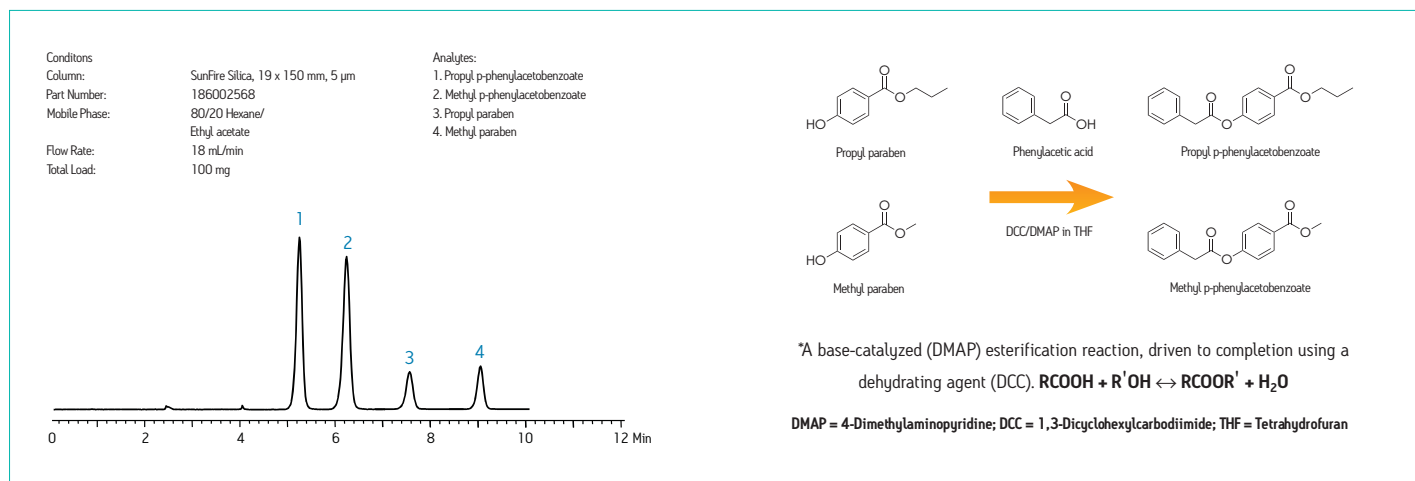 Conditons
Column: SunFire Silica, 19 x 150 mm, 5 µm
Part Number: 186002568
Mobile Phase: 80/20 Hexane/
Ethyl acetate
Flow Rate: 18 mL/min
Total Load: 100 mg
Analytes:
1. Propyl p-phenylacetobenzoate
2. Methyl p-phenylacetobenzoate
3. Propyl paraben
4. Methyl paraben
1
2
3
4
0 2 4 6 8 10 12 Min
O
O
HO
Propyl paraben
O
OH
Phenylacetic acid
O
O
O
O
Propyl p-phenylacetobenzoate
DCC/DMAP in THF
O
O
HO
Methyl paraben
O
O
O
O
Methyl p-phenylacetobenzoate
*A base-catalyzed (DMAP) esterification reaction, driven to completion using a
dehydrating agent (DCC). RCOOH + R'OH ↔ RCOOR' + H₂O
DMAP = 4-Dimethylaminopyridine; DCC = 1,3-Dicyclohexylcarbodiimide; THF = Tetrahydrofuran